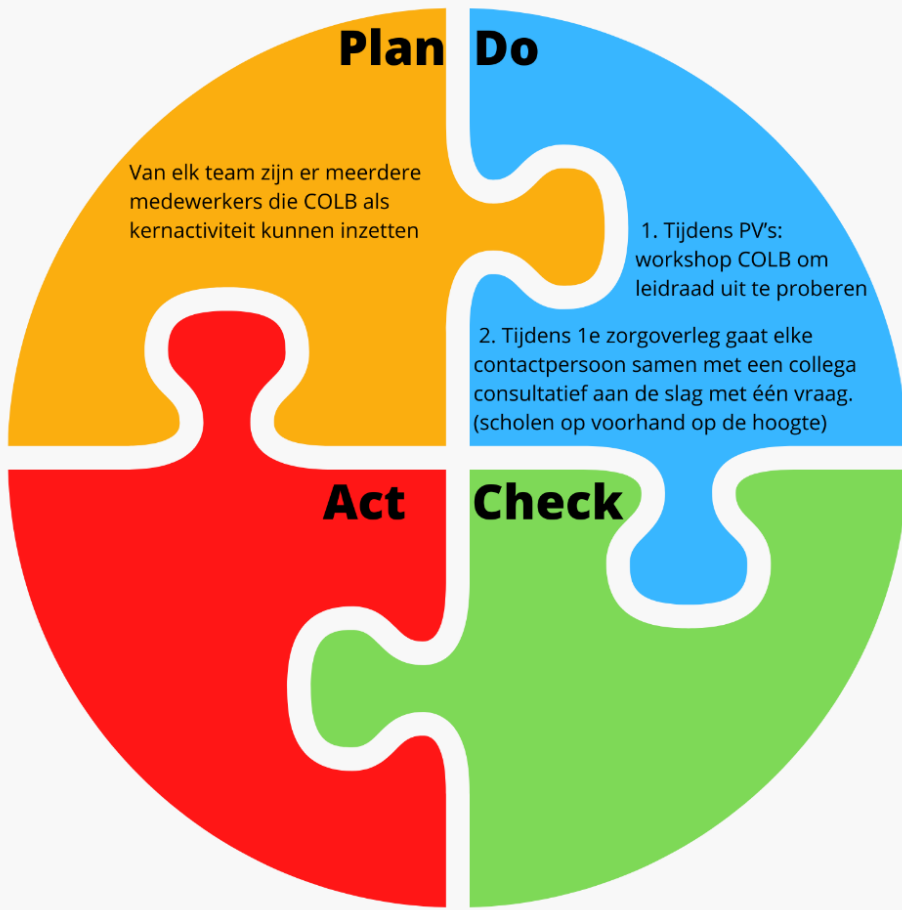 Plan
Van elk team zijn er meerdere
medewerkers die COLB als
kernactiviteit kunnen inzetten
Do
1. Tijdens PV's:
workshop COLB om
leidraad uit te proberen
2. Tijdens 1e zorgoverleg gaat elke
contactpersoon samen met een collega
consultatief aan de slag met één vraag.
(scholen op voorhand op de hoogte)
Act
Check